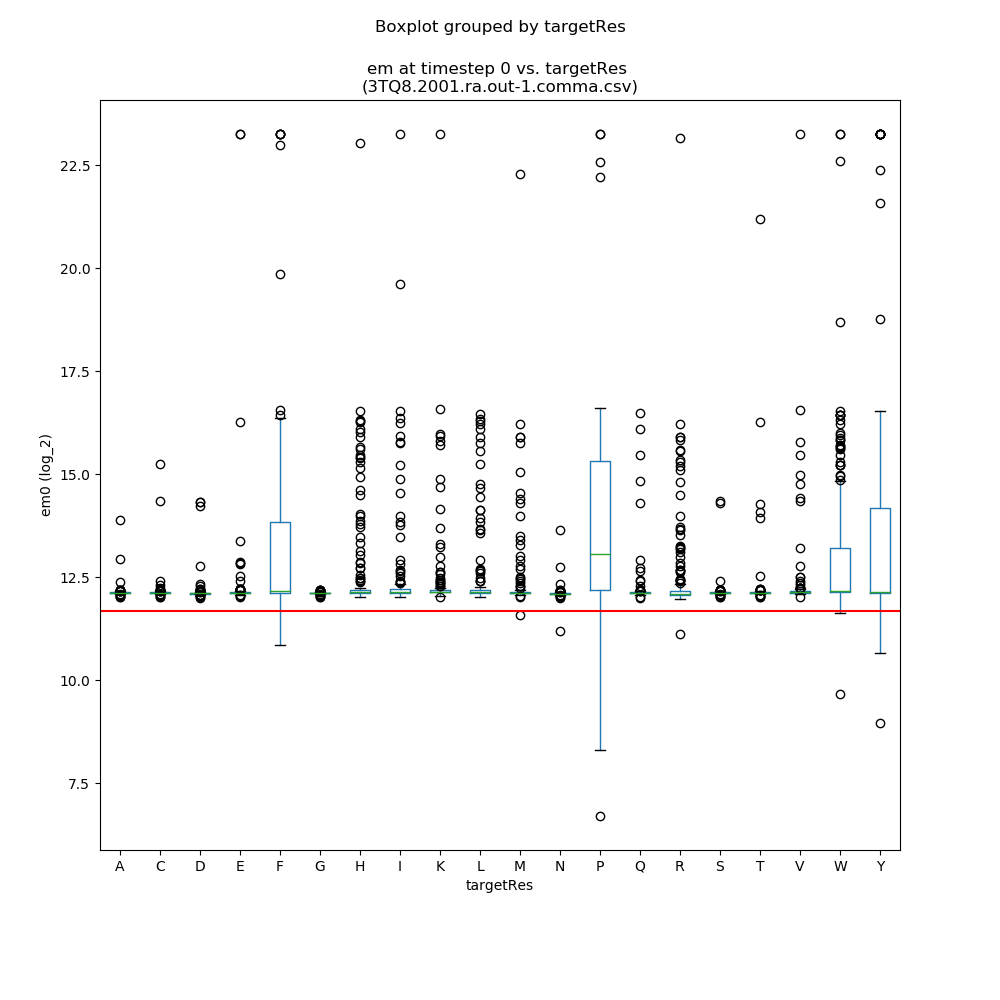 Boxplot grouped by targetRes
em at timestep 0 vs. targetRes
(3TQ8.2001.ra.out-1.comma.csv)
em0 (log_2)
22.5
20.0
17.5
15.0
12.5
10.0
7.5
A C D E F G H I K L M N P Q R S T V W Y
targetRes